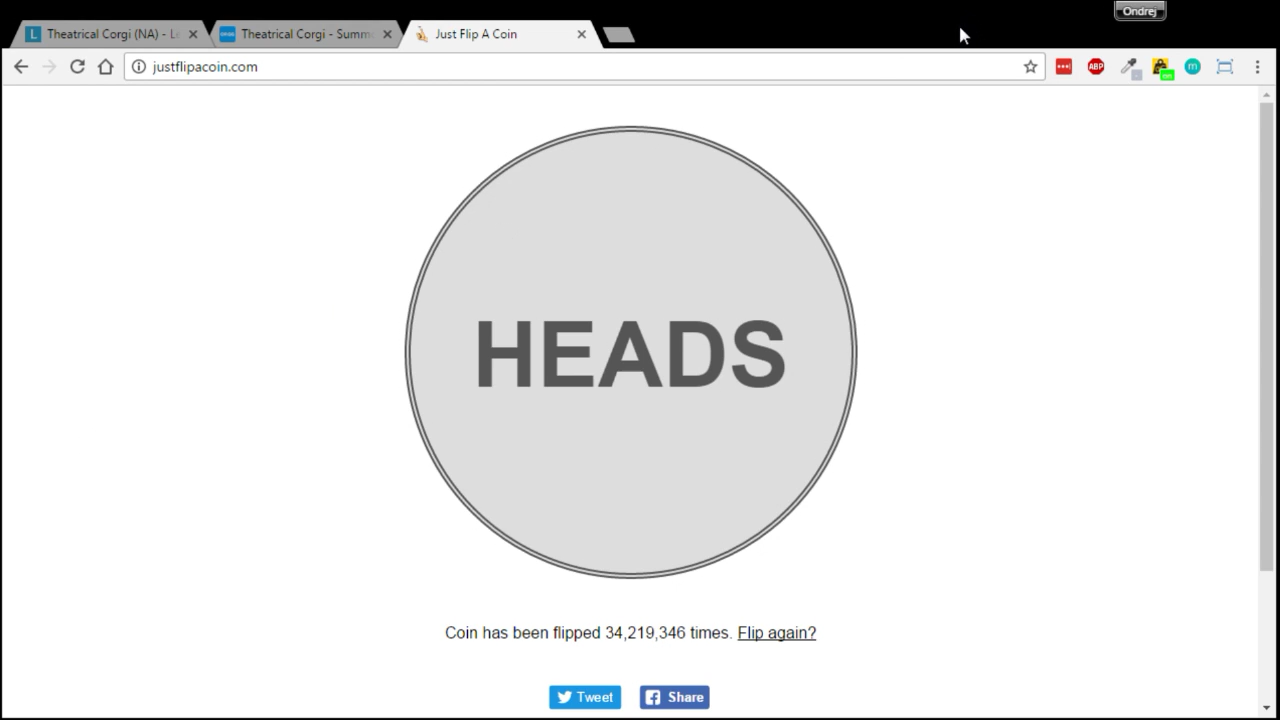 Ondrej
Theatrical Corgi (NA) - Le
Theatrical Corgi - Summ
Just Flip A Coin
justflipacoin.com
ABP
m
HEADS
Coin has been flipped 34,219,346 times. Flip again?
Tweet
Share